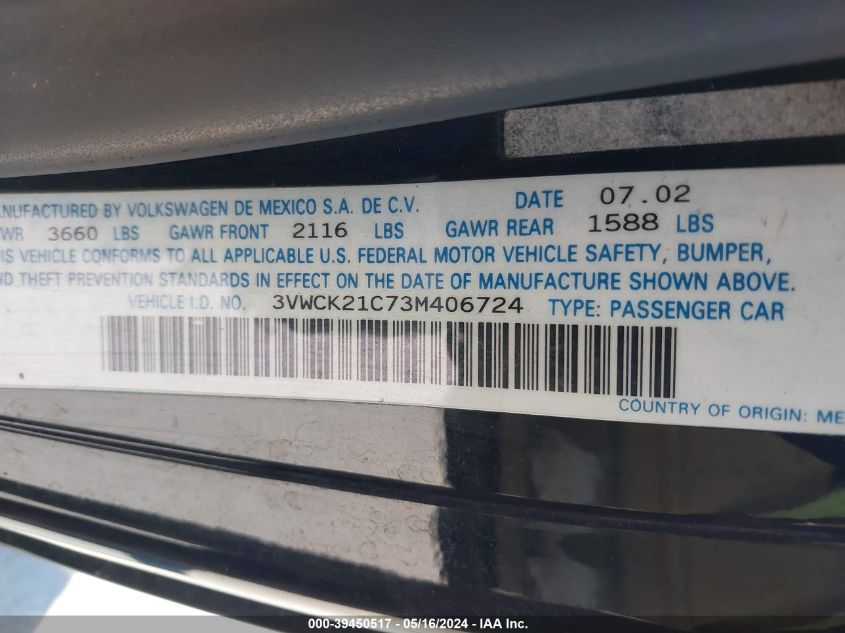 ANUFACTURED BY VOLKSWAGEN DE MEXICO S.A. DE C.V. DATE 07.02
WR 3660 LBS GAWR FRONT 2116 LBS GAWR REAR 1588 LBS
IS VEHICLE CONFORMS TO ALL APPLICABLE U.S. FEDERAL MOTOR VEHICLE SAFETY, BUMPER,
ND THEFT PREVENTION STANDARDS IN EFFECT ON THE DATE OF MANUFACTURE SHOWN ABOVE.
VEHICLE I.D. NO. 3VWCK21C73M406724 TYPE: PASSENGER CAR
COUNTRY OF ORIGIN: ME
000-39450517 - 05/16/2024 - IAA Inc.